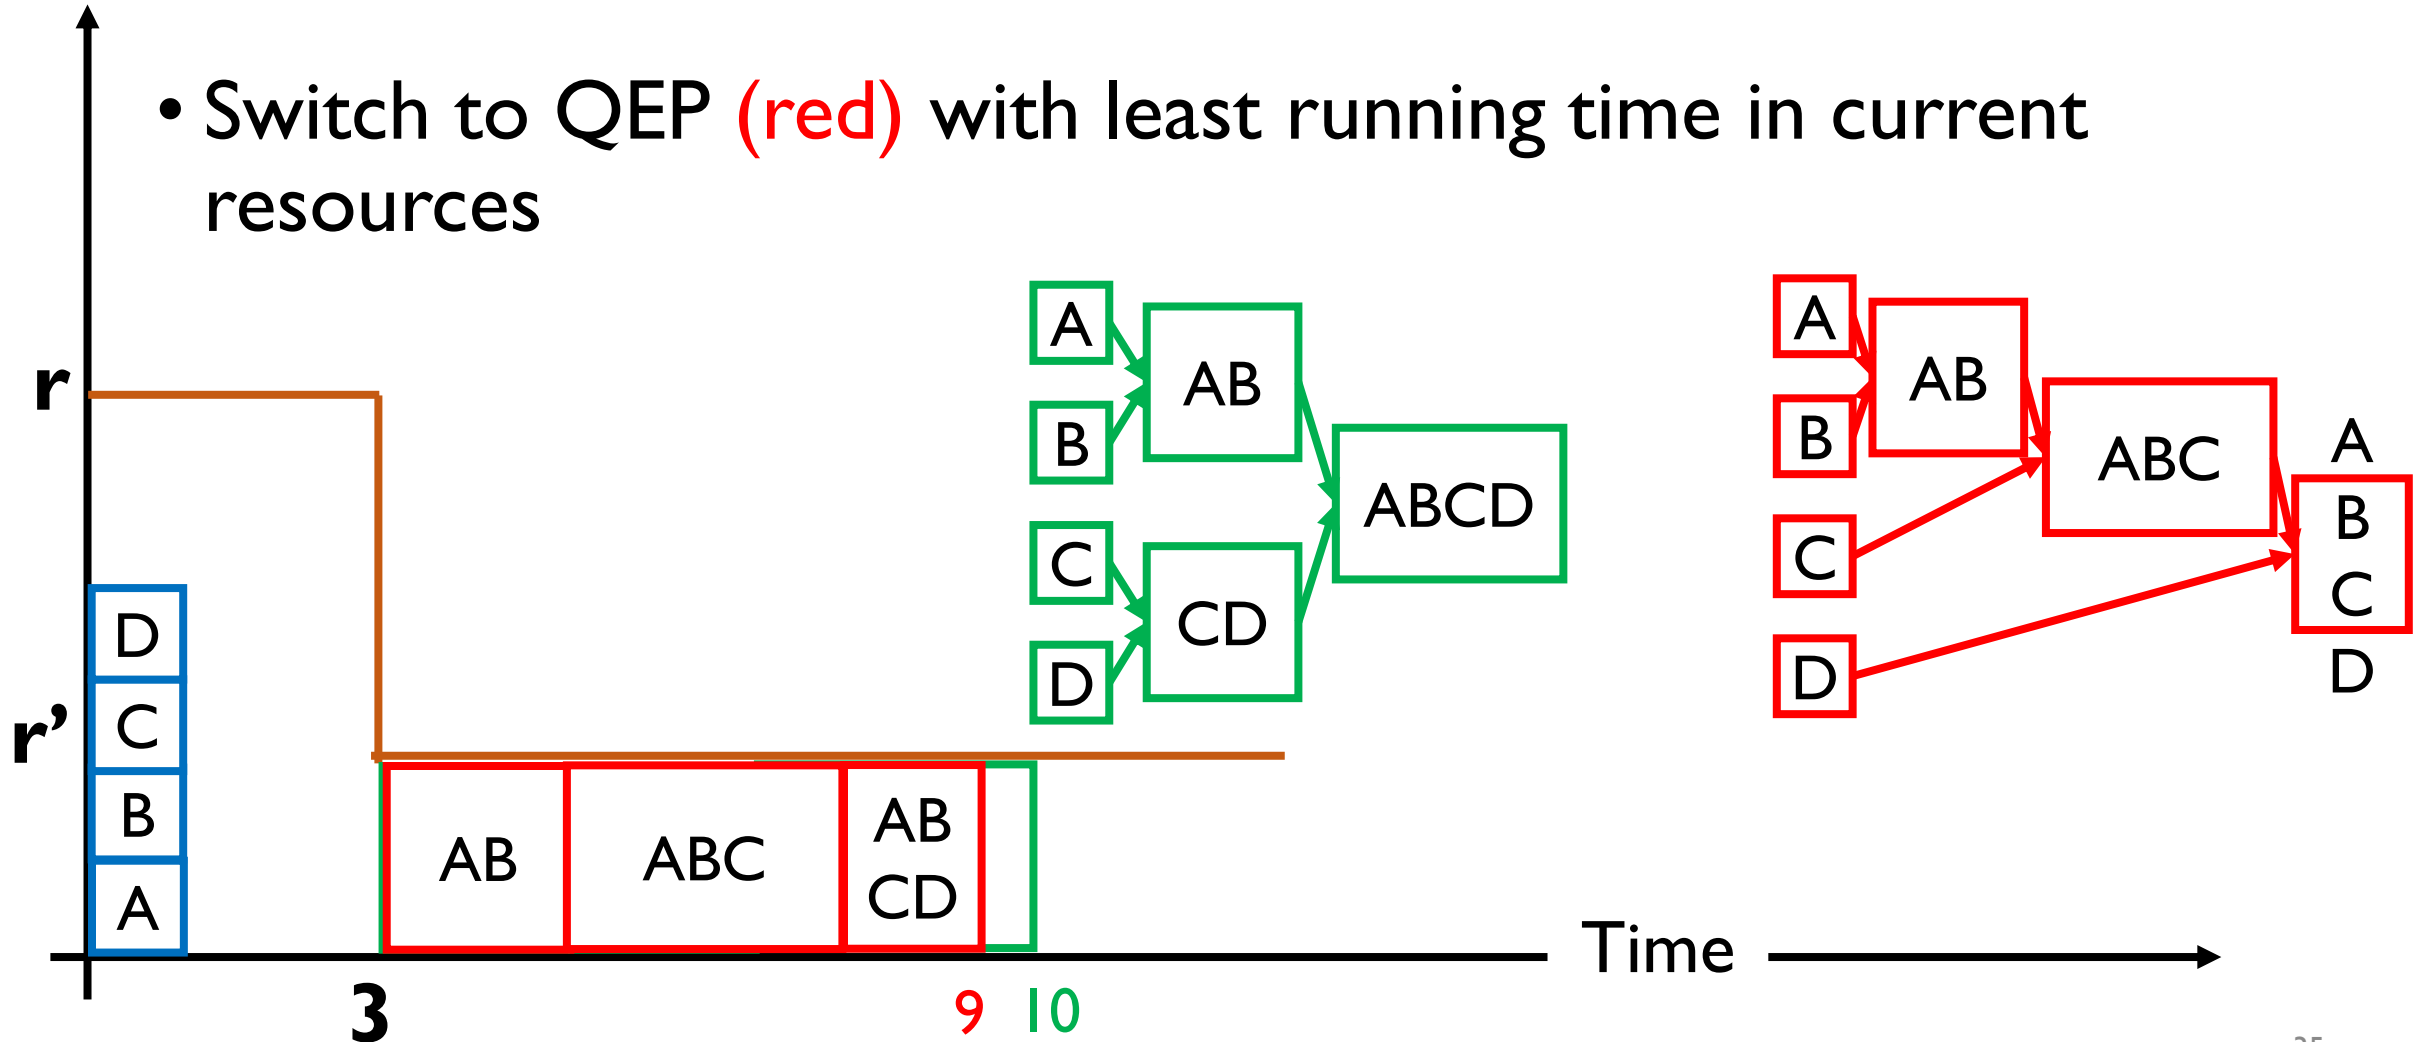 • Switch to QEP (red) with least running time in current
resources
r
r’
D
C
B
A
A
B
C
D
AB
CD
ABCD
A
B
C
D
AB
ABC
A
B
C
D
AB
ABC
AB
CD
Time
3
9
10